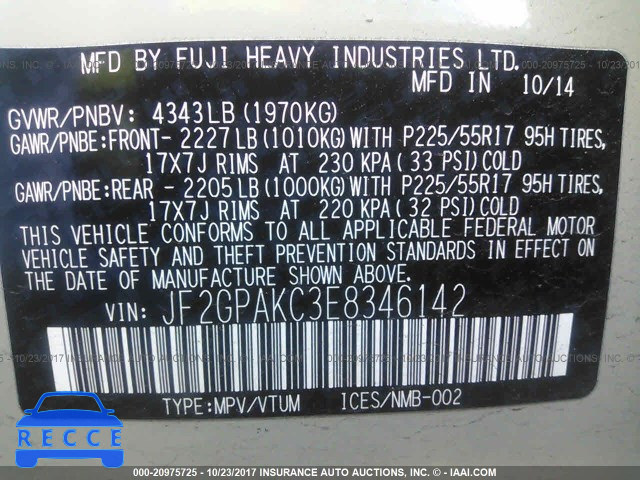 MFD BY FUJI HEAVY INDUSTRIES LTD.
MFD IN 10/14
GVWR/PNBV: 4343LB(1970KG)
GAWR/PNBE:FRONT- 2227LB(1010KG)WITH P225/55R17 95H TIRES,
17X7J RIMS AT 230 KPA(33 PSI)COLD
GAWR/PNBE:REAR - 2205LB(1000KG)WITH P225/55R17 95H TIRES,
17X7J RIMS AT 220 KPA(32 PSI)COLD
THIS VEHICLE CONFORMS TO ALL APPLICABLE FEDERAL MOTOR
VEHICLE SAFETY AND THEFT PREVENTION STANDARDS IN EFFECT ON
THE DATE OF MANUFACTURE SHOWN ABOVE.
VIN: JF2GPAKC3E8346142
TYPE:MPV/VTUM ICES/NMB-002
RECCE
000-20975725 - 10/23/2017 INSURANCE AUTO AUCTIONS, INC. - © IAAI.COM